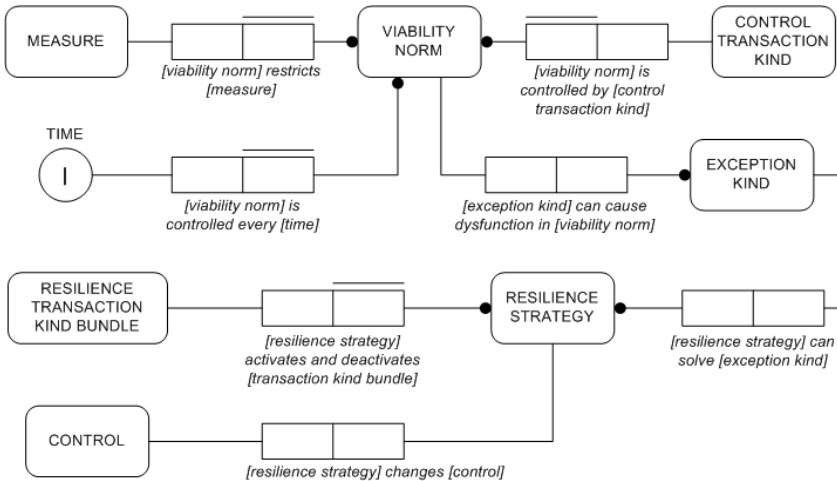 MEASURE
VIABILITY
NORM
CONTROL
TRANSACTION
KIND
[viability norm] restricts
[measure]
[viability norm] is
controlled by [control
transaction kind]
TIME
I
EXCEPTION
KIND
[viability norm] is
controlled every [time]
[exception kind] can cause
dysfunction in [viability norm]
RESILIENCE
TRANSACTION
KIND BUNDLE
RESILIENCE
STRATEGY
[resilience strategy]
activates and deactivates
[transaction kind bundle]
[resilience strategy] can
solve [exception kind]
CONTROL
[resilience strategy] changes [control]